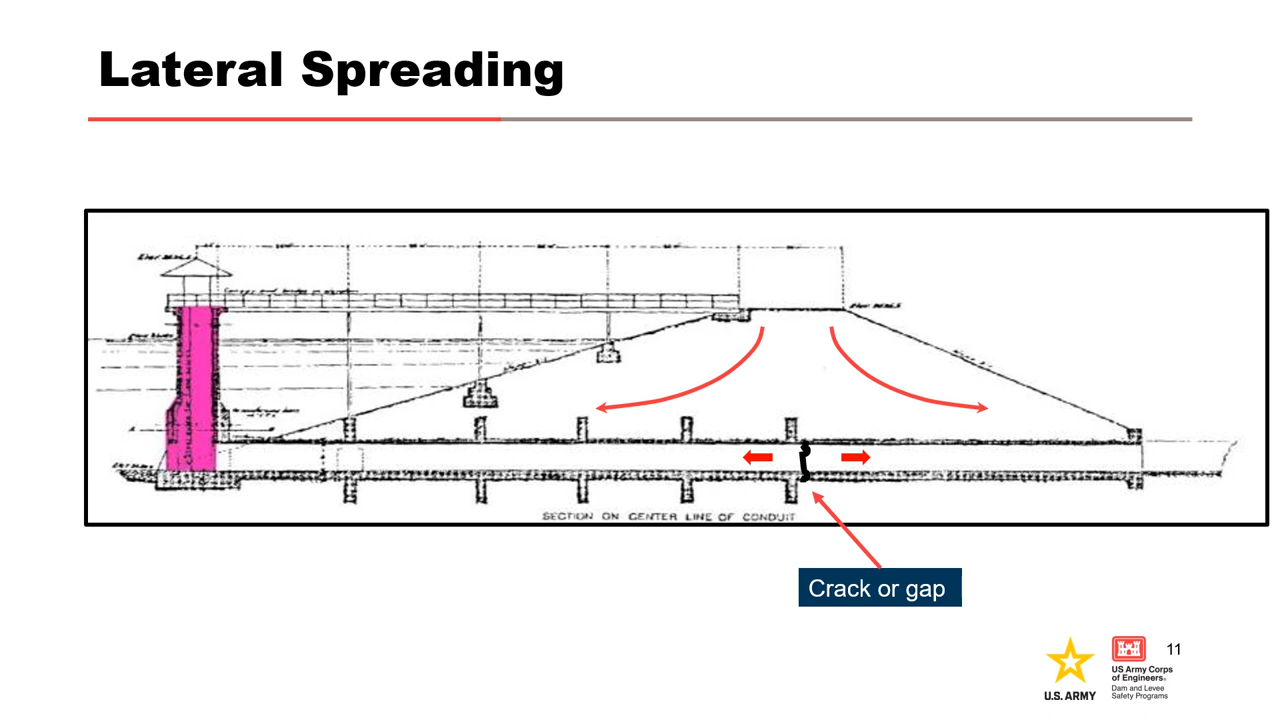 Lateral Spreading
SECTION ON CENTER LINE OF CONDUIT
Crack or gap
11
U.S. ARMY
US Army Corps
of Engineers®
Dam and Levee
Safety Programs